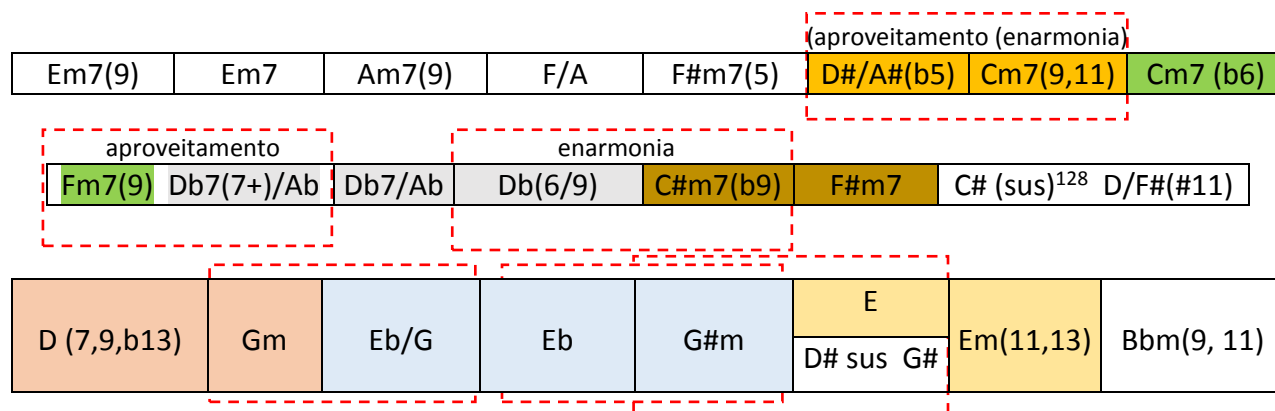 (aproveitamento (enarmonia)
Em7(9) Em7 Am7(9) F/A F#m7(5) D#/A#(b5) Cm7(9,11) Cm7 (b6)
aproveitamento enarmonia
Fm7(9) Db7(7+)/Ab Db7/Ab Db(6/9) C#m7(b9) F#m7 C# (sus)128 D/F#(#11)
E
D (7,9,b13) Gm Eb/G Eb G#m Em(11,13) Bbm(9, 11)
D# sus G#